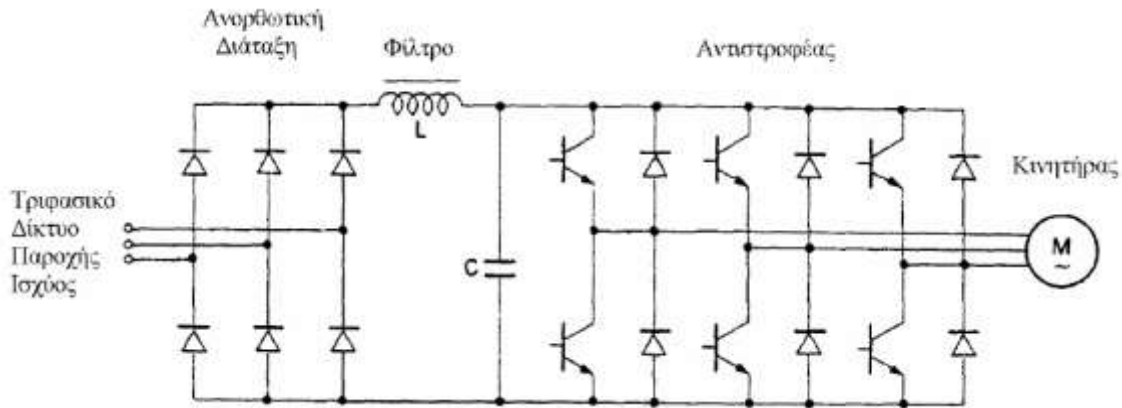 Ανορθωτική
Διάταξη
Φίλτρο
Αντιστροφέας
L
Κινητήρας
Τριφασικό
Δίκτυο
Παροχής
Ισχύος
C
M
~